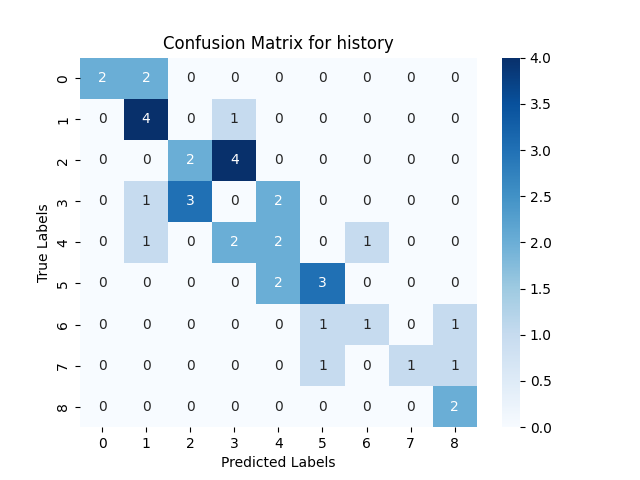 Confusion Matrix for history
True Labels
0 2 2 0 0 0 0 0 0 0
1 0 4 0 1 0 0 0 0 0
2 0 0 2 4 0 0 0 0 0
3 0 1 3 0 2 0 0 0 0
4 0 1 0 2 2 0 1 0 0
5 0 0 0 0 2 3 0 0 0
6 0 0 0 0 0 1 1 0 1
7 0 0 0 0 0 1 0 1 1
8 0 0 0 0 0 0 0 0 2
0 1 2 3 4 5 6 7 8
Predicted Labels
4.0
3.5
3.0
2.5
2.0
1.5
1.0
0.5
0.0